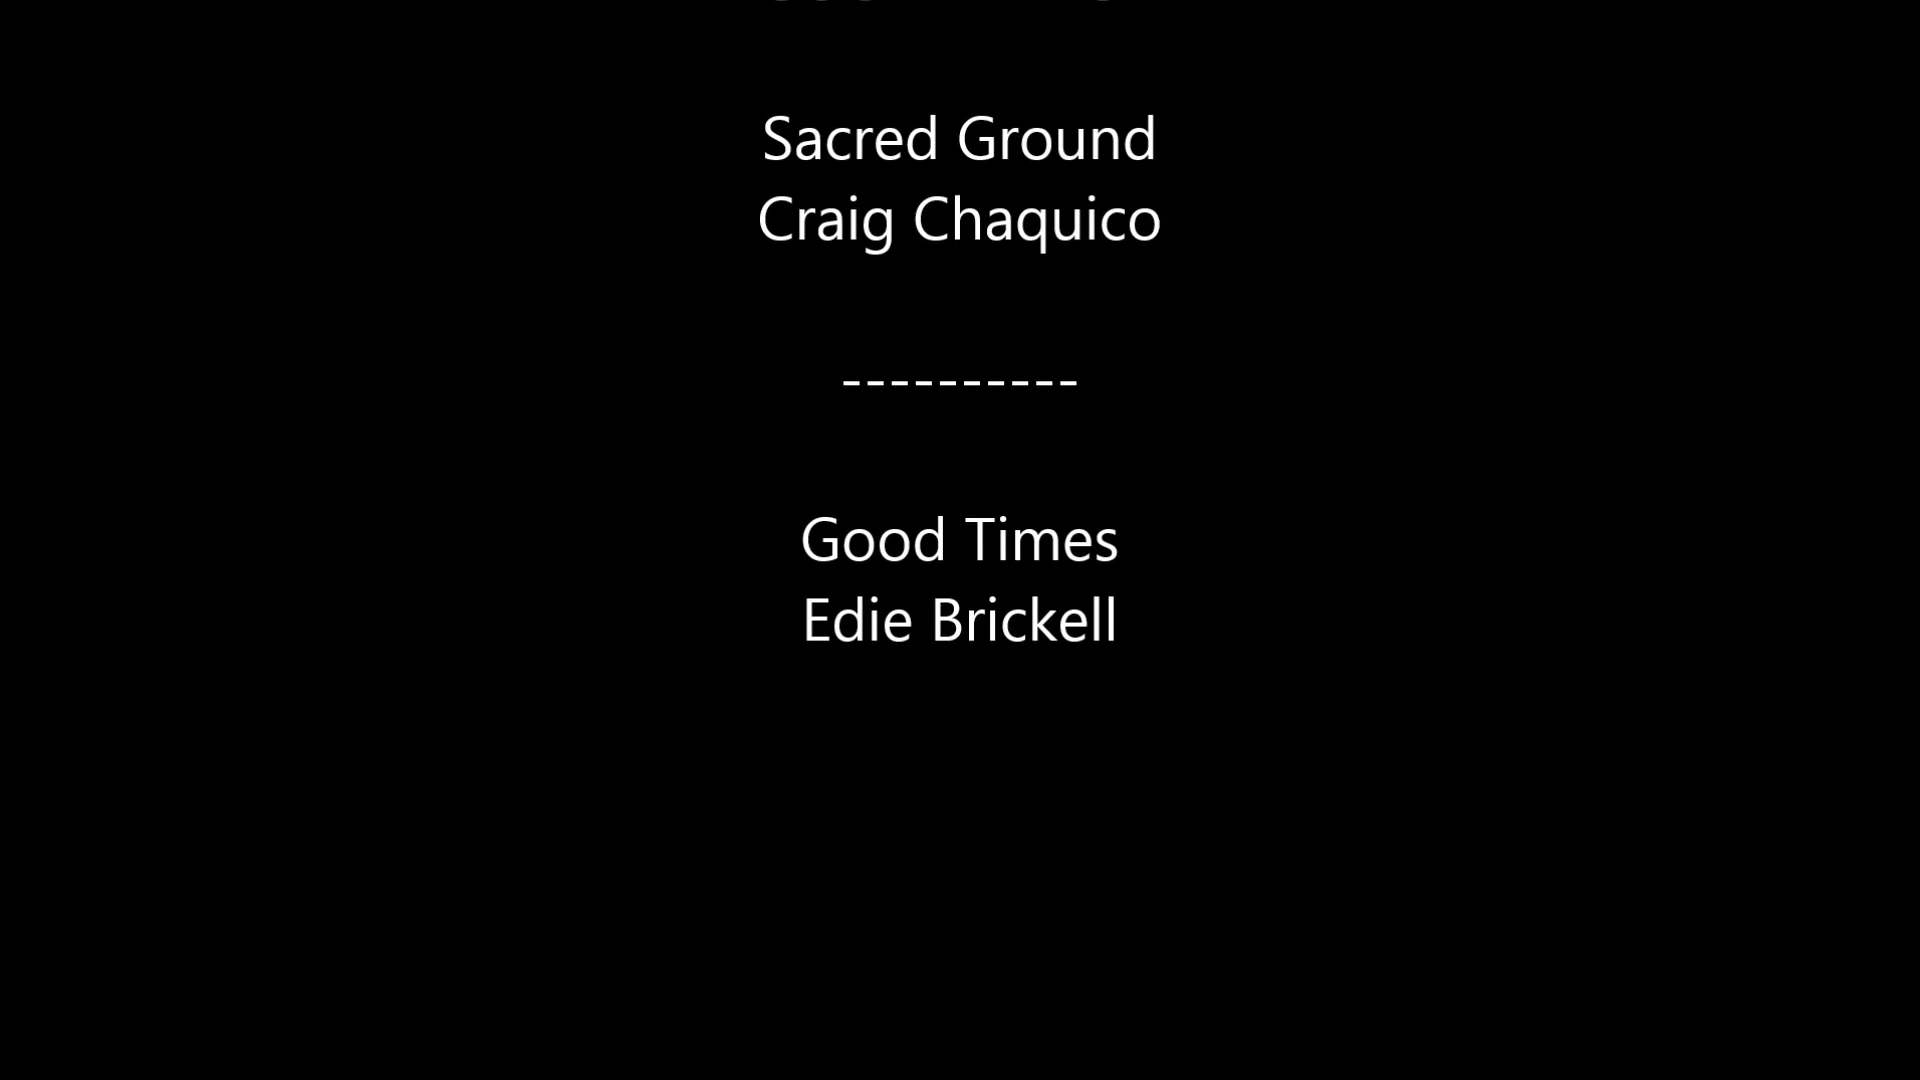 Sacred Ground
Craig Chaquico
----------
Good Times
Edie Brickell